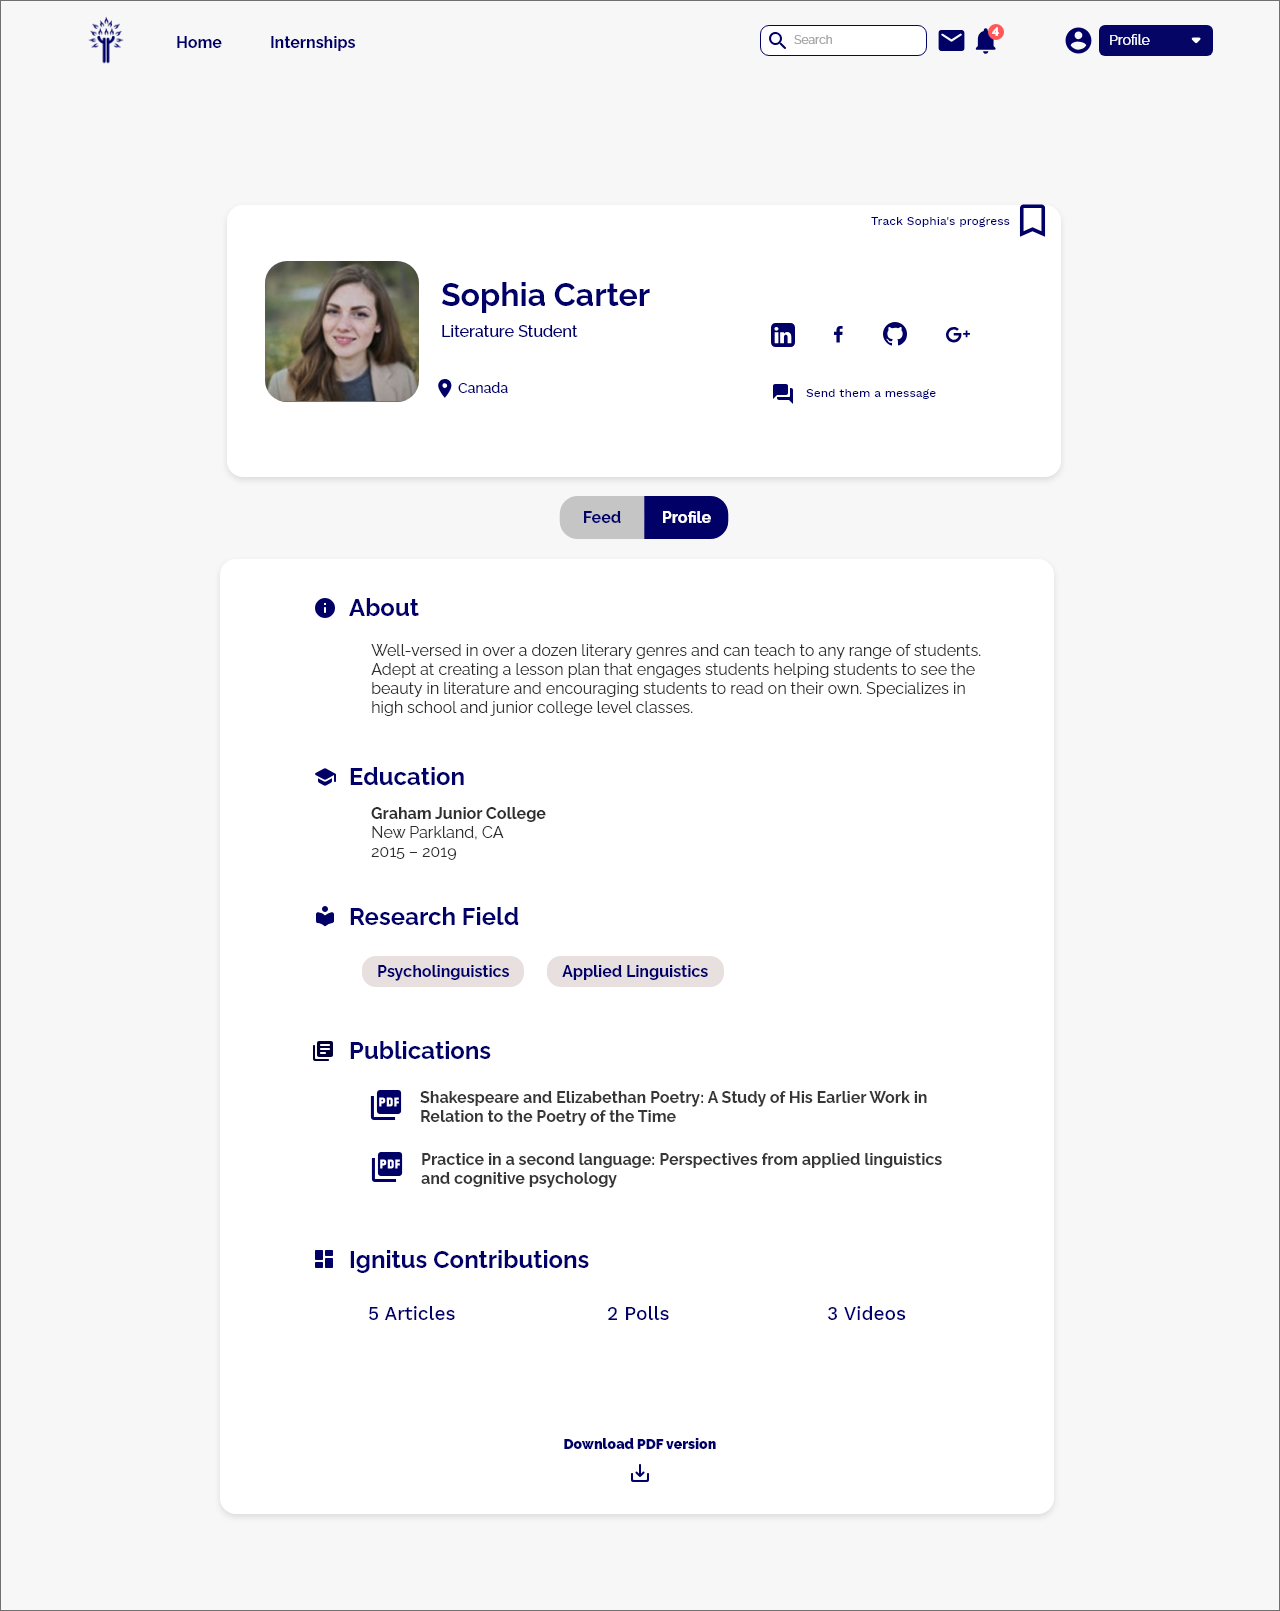 Home
Internships
Search
4
Profile
Track Sophia's progress
Sophia Carter
Literature Student
Canada
Send them a message
Feed
Profile
About
Well-versed in over a dozen literary genres and can teach to any range of students.
Adept at creating a lesson plan that engages students helping students to see the
beauty in literature and encouraging students to read on their own. Specializes in
high school and junior college level classes.
Education
Graham Junior College
New Parkland, CA
2015 – 2019
Research Field
Psycholinguistics
Applied Linguistics
Publications
PDF
Shakespeare and Elizabethan Poetry: A Study of His Earlier Work in
Relation to the Poetry of the Time
PDF
Practice in a second language: Perspectives from applied linguistics
and cognitive psychology
Ignitus Contributions
5 Articles
2 Polls
3 Videos
Download PDF version